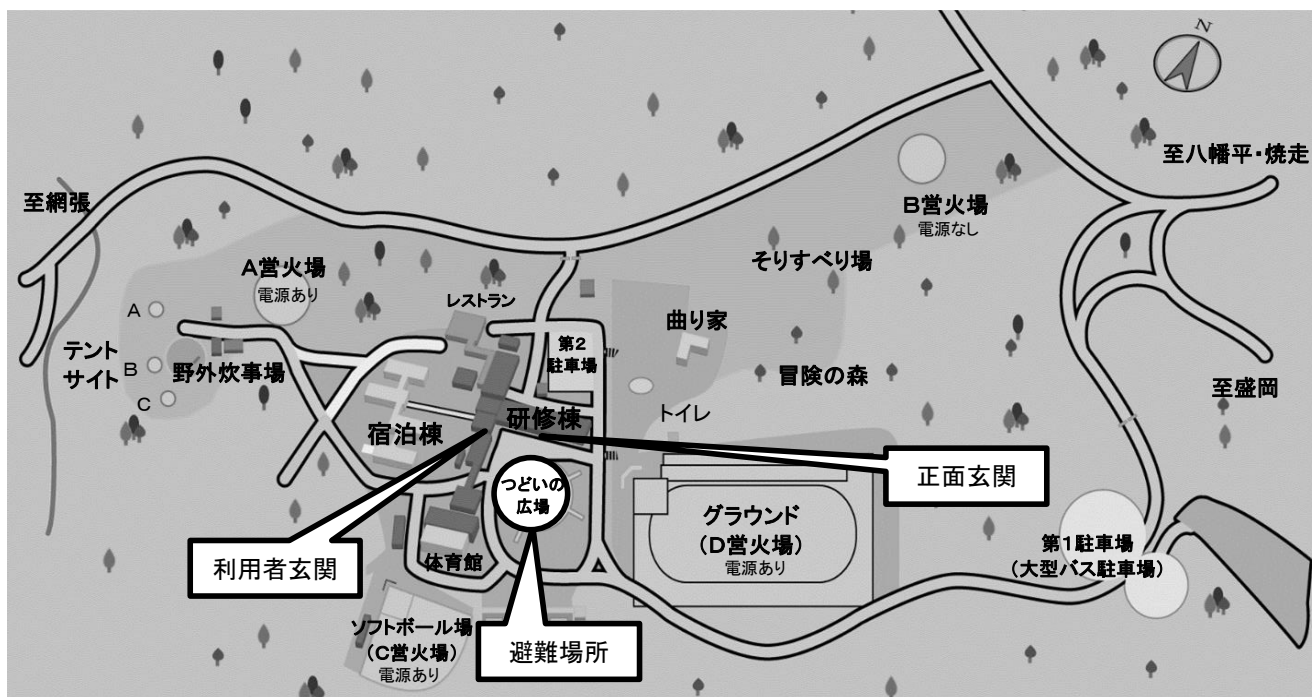 N
至八幡平・焼走
至網張
B営火場
電源なし
A営火場
電源あり
そりすべり場
レストラン
A
曲り家
第2
駐車場
テント
サイト
B
野外炊事場
冒険の森
至盛岡
C
トイレ
研修棟
宿泊棟
正面玄関
つどいの
広場
グラウンド
(D営火場)
電源あり
第1駐車場
(大型バス駐車場)
利用者玄関
体育館
ソフトボール場
(C営火場)
電源あり
避難場所